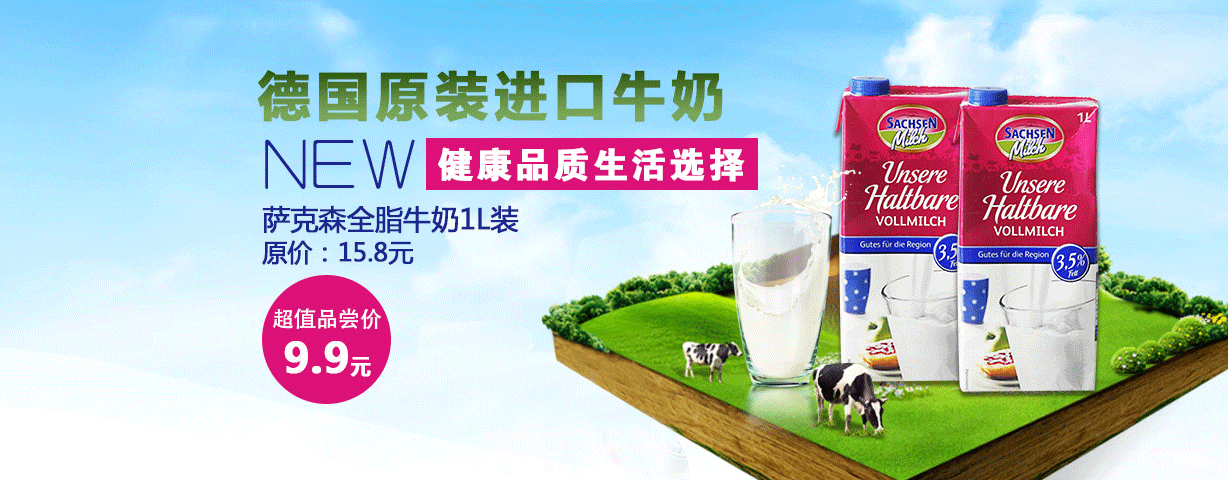 德国原装进口牛奶
NEW 健康品质生活选择
萨克森全脂牛奶1L装
原价：15.8元
超值品尝价
9.9元
SACHSEN
Milch
Unsere
Haltbare
VOLLMILCH
Gutes für die Region
3,5
1L
SACHSEN
Milch
Unsere
Haltbare
VOLLMILCH
Gutes für die Region
3,5%
Fett